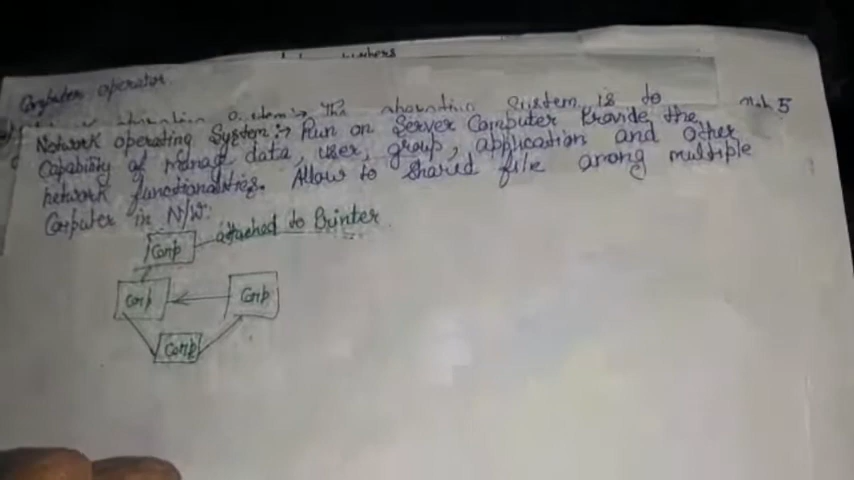 Computer operator
System is to
Network operating System :→ Run on Server Computer Provide the
Capability of Manag data, user, group, application and other
network functionalities. Allow to shared file among multiple
Computer in N/W.
Comp attached to Printer
Comp Comp
Comp